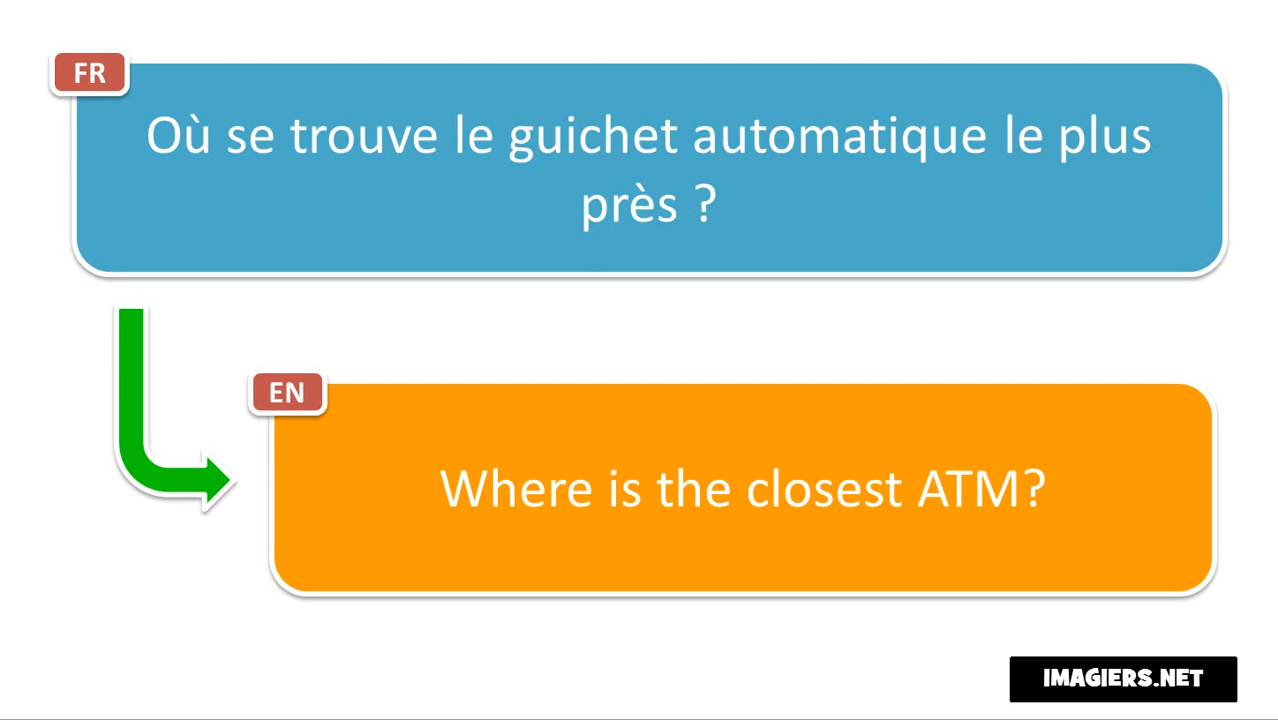 FR
Où se trouve le guichet automatique le plus
près ?
EN
Where is the closest ATM?
IMAGIERS.NET